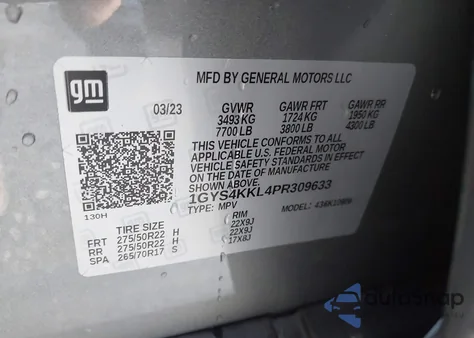 gm
MFD BY GENERAL MOTORS LLC
03/23 GVWR GAWR FRT GAWR RR
3493 KG 1724 KG 1950 KG
7700 LB 3800 LB 4300 LB
THIS VEHICLE CONFORMS TO ALL
APPLICABLE U.S. FEDERAL MOTOR
VEHICLE SAFETY STANDARDS IN
EFFECT ON THE DATE OF
MANUFACTURE SHOWN ABOVE.
1GYS4KKL4PR309633
130H
TYPE: MPV MODEL:
TIRE SIZE RIM
FRT 275/50R22 H 22X9J
RR 275/50R22 H 22X9J
SPA 265/70R17 S 17X8J
autosnap